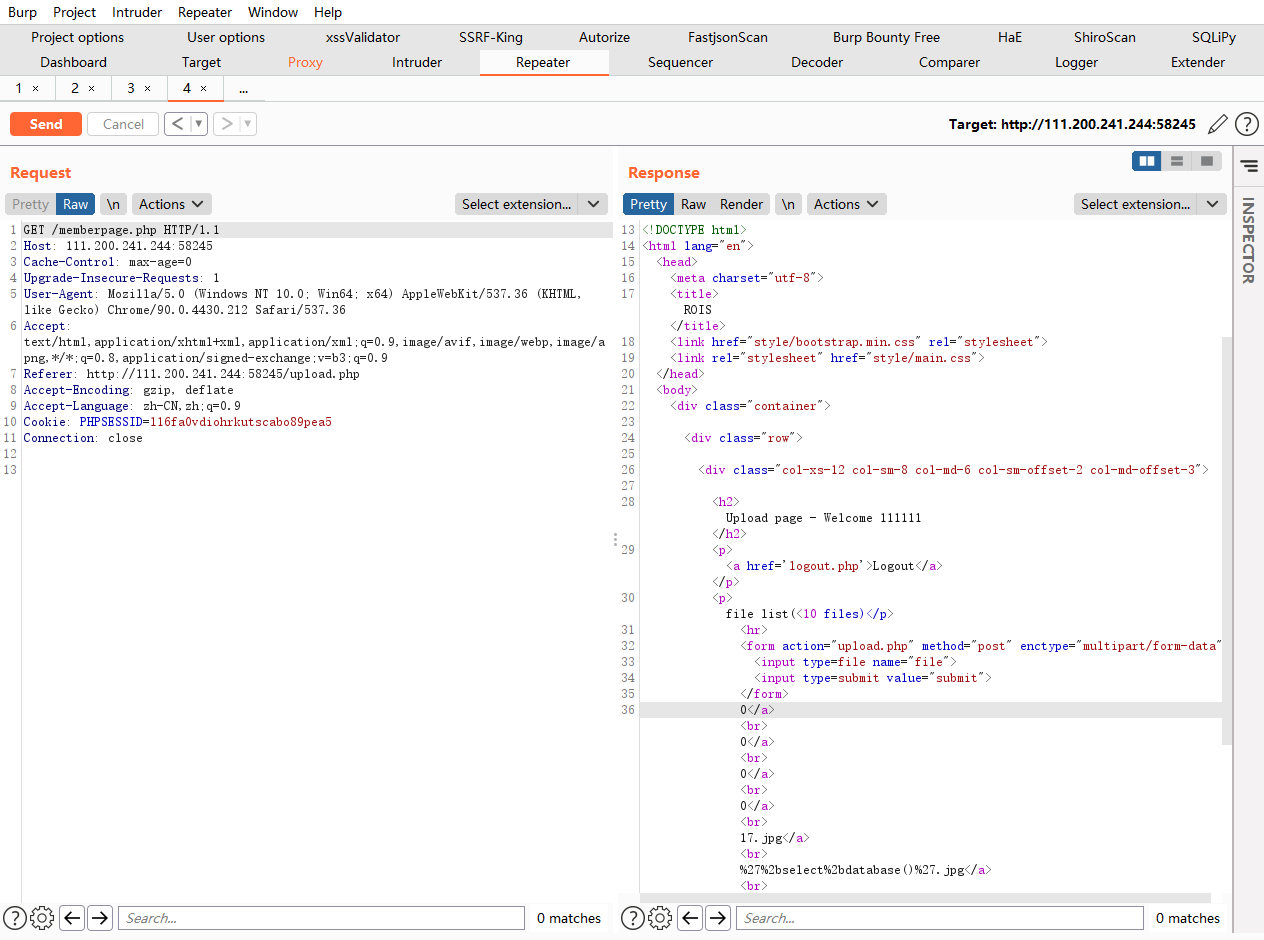 Burp Project Intruder Repeater Window Help
Project options User options xssValidator SSRF-King Autorize FastjsonScan Burp Bounty Free HaE ShiroScan SQLiPy
Dashboard Target Proxy Intruder Repeater Sequencer Decoder Comparer Logger Extender
1 × 2 × 3 × 4 × ...
Send Cancel < ▼ > ▼ Target: http://111.200.241.244:58245 ?
Request
Pretty Raw \n Actions Select extension...
1 GET /memberpage.php HTTP/1.1
2 Host: 111.200.241.244:58245
3 Cache-Control: max-age=0
4 Upgrade-Insecure-Requests: 1
5 User-Agent: Mozilla/5.0 (Windows NT 10.0; Win64; x64) AppleWebKit/537.36 (KHTML,
like Gecko) Chrome/90.0.4430.212 Safari/537.36
6 Accept:
text/html,application/xhtml+xml,application/xml;q=0.9,image/avif,image/webp,image/a
png,*/*;q=0.8,application/signed-exchange;v=b3;q=0.9
7 Referer: http://111.200.241.244:58245/upload.php
8 Accept-Encoding: gzip, deflate
9 Accept-Language: zh-CN,zh;q=0.9
10 Cookie: PHPSESSID=116fa0vdiohrkutscabo89pea5
11 Connection: close
12
13
? Search... 0 matches
Response
Pretty Raw Render \n Actions Select extension...
13 <!DOCTYPE html>
14 <html lang="en">
15 <head>
16 <meta charset="utf-8">
17 <title>
ROIS
</title>
18 <link href="style/bootstrap.min.css" rel="stylesheet">
19 <link rel="stylesheet" href="style/main.css">
20 </head>
21 <body>
22 <div class="container">
23
24 <div class="row">
25
26 <div class="col-xs-12 col-sm-8 col-md-6 col-sm-offset-2 col-md-offset-3">
27
28 <h2>
Upload page - Welcome 111111
</h2>
29 <p>
<a href='logout.php'>Logout</a>
</p>
30 <p>
file list(<10 files)</p>
31 <hr>
32 <form action="upload.php" method="post" enctype="multipart/form-data"
33 <input type=file name="file">
34 <input type=submit value="submit">
35 </form>
36 0</a>
<br>
0</a>
<br>
0</a>
<br>
0</a>
<br>
17.jpg</a>
<br>
%27%2bselect%2bdatabase()%27.jpg</a>
<br>
? Search... 0 matches
INSPECTOR